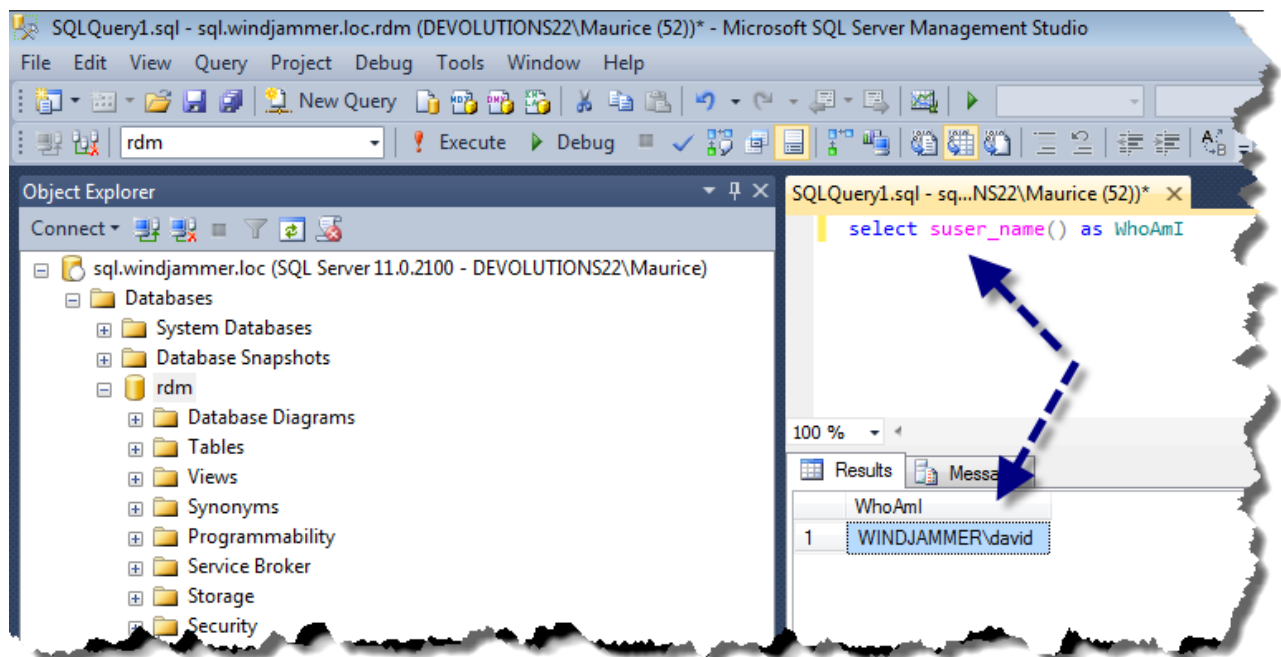 SQLQuery1.sql - sql.windjammer.loc.rdm (DEVOLUTIONS22\Maurice (52))* - Microsoft SQL Server Management Studio
File Edit View Query Project Debug Tools Window Help
New Query
rdm Execute Debug
Object Explorer
Connect
sql.windjammer.loc (SQL Server 11.0.2100 - DEVOLUTIONS22\Maurice)
Databases
System Databases
Database Snapshots
rdm
Database Diagrams
Tables
Views
Synonyms
Programmability
Service Broker
Storage
Security
SQLQuery1.sql - sq...NS22\Maurice (52))*
select suser_name() as WhoAmI
100 %
Results Messa
WhoAmI
1 WINDJAMMER\david